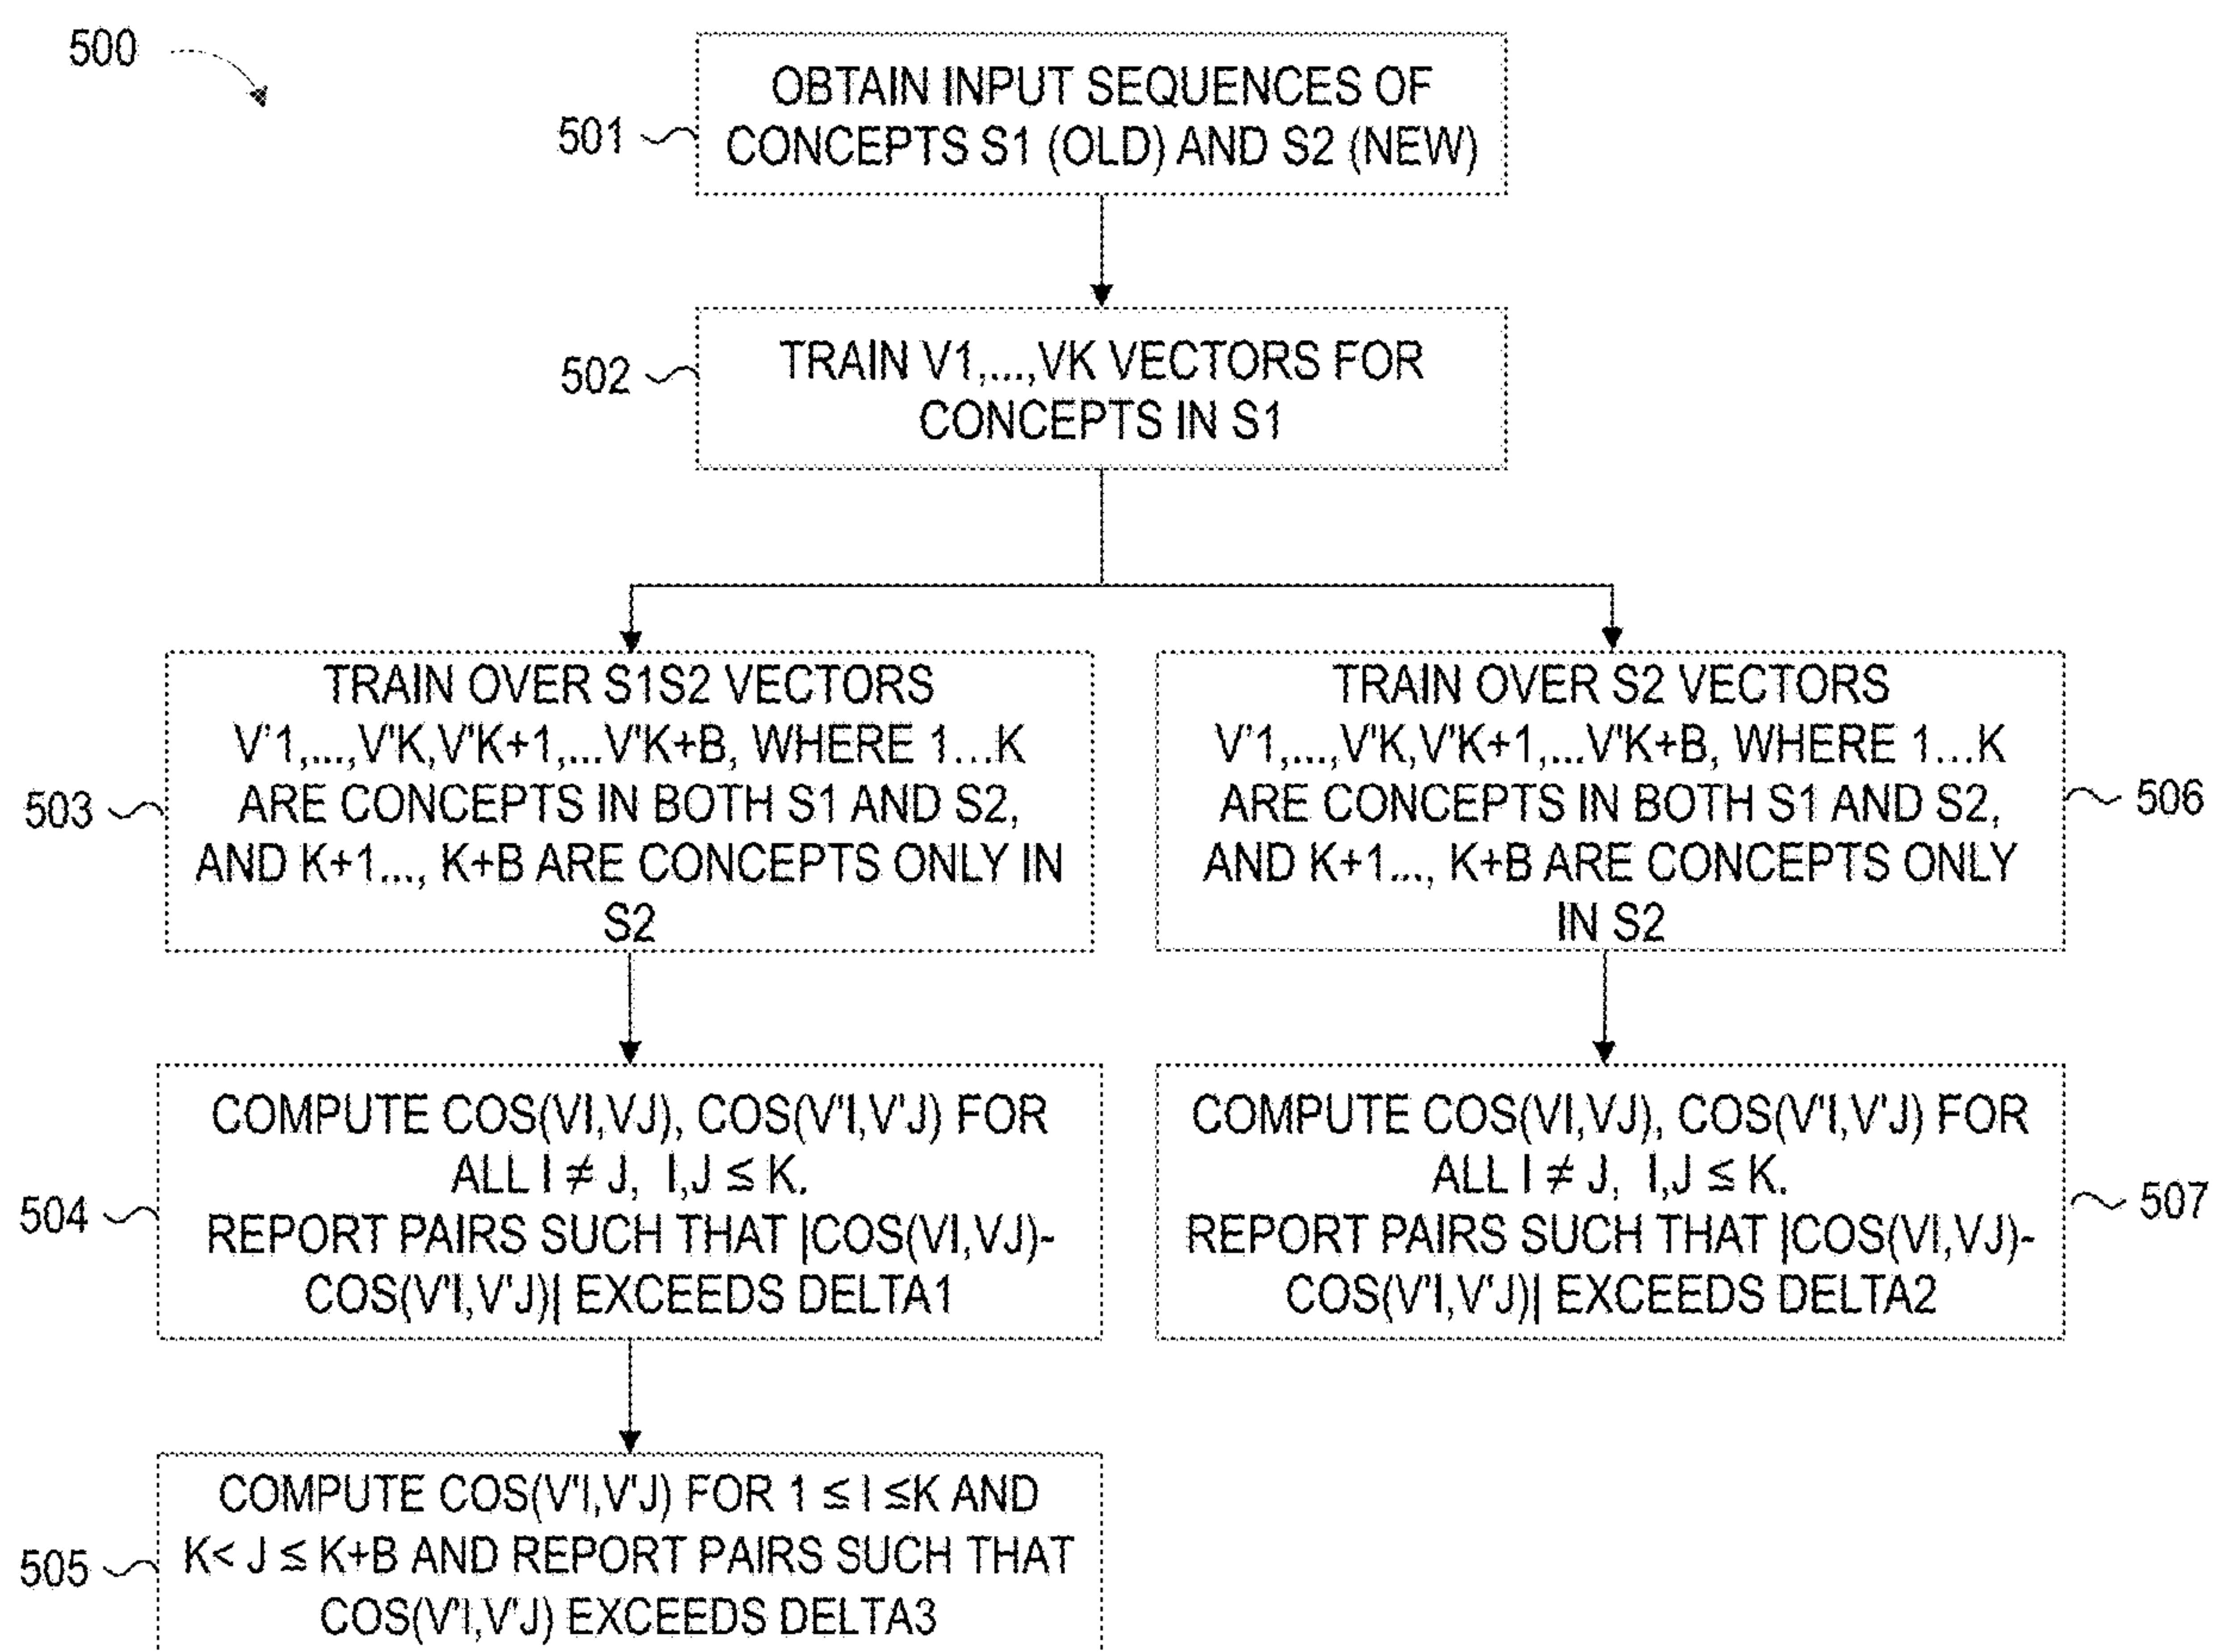 500
OBTAIN INPUT SEQUENCES OF
CONCEPTS S1 (OLD) AND S2 (NEW)
501
TRAIN V1,...,VK VECTORS FOR
CONCEPTS IN S1
502
TRAIN OVER S1S2 VECTORS
V'1,...,V'K,V'K+1,...V'K+B, WHERE 1...K
ARE CONCEPTS IN BOTH S1 AND S2,
AND K+1..., K+B ARE CONCEPTS ONLY IN
S2
503
TRAIN OVER S2 VECTORS
V'1,...,V'K,V'K+1,...V'K+B, WHERE 1...K
ARE CONCEPTS IN BOTH S1 AND S2,
AND K+1..., K+B ARE CONCEPTS ONLY
IN S2
506
COMPUTE COS(VI,VJ), COS(V'I,V'J) FOR
ALL I ≠ J, I,J ≤ K.
REPORT PAIRS SUCH THAT |COS(VI,VJ)-
COS(V'I,V'J)| EXCEEDS DELTA1
504
COMPUTE COS(VI,VJ), COS(V'I,V'J) FOR
ALL I ≠ J, I,J ≤ K.
REPORT PAIRS SUCH THAT |COS(VI,VJ)-
COS(V'I,V'J)| EXCEEDS DELTA2
507
COMPUTE COS(V'I,V'J) FOR 1 ≤ I ≤K AND
K< J ≤ K+B AND REPORT PAIRS SUCH THAT
COS(V'I,V'J) EXCEEDS DELTA3
505